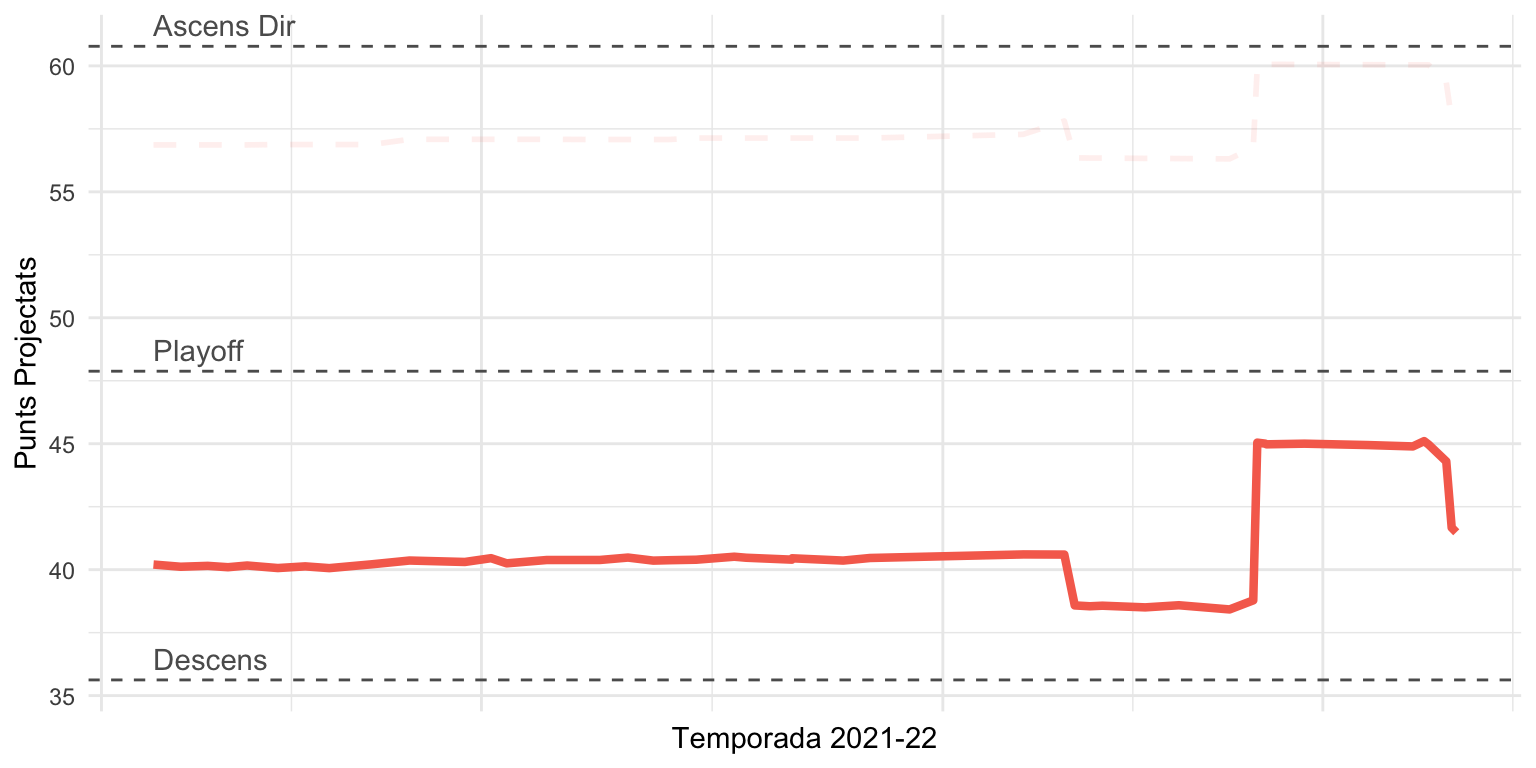 Ascens Dir
60
55
50
Playoff
45
40
Descens
35
Punts Projectats
Temporada 2021-22